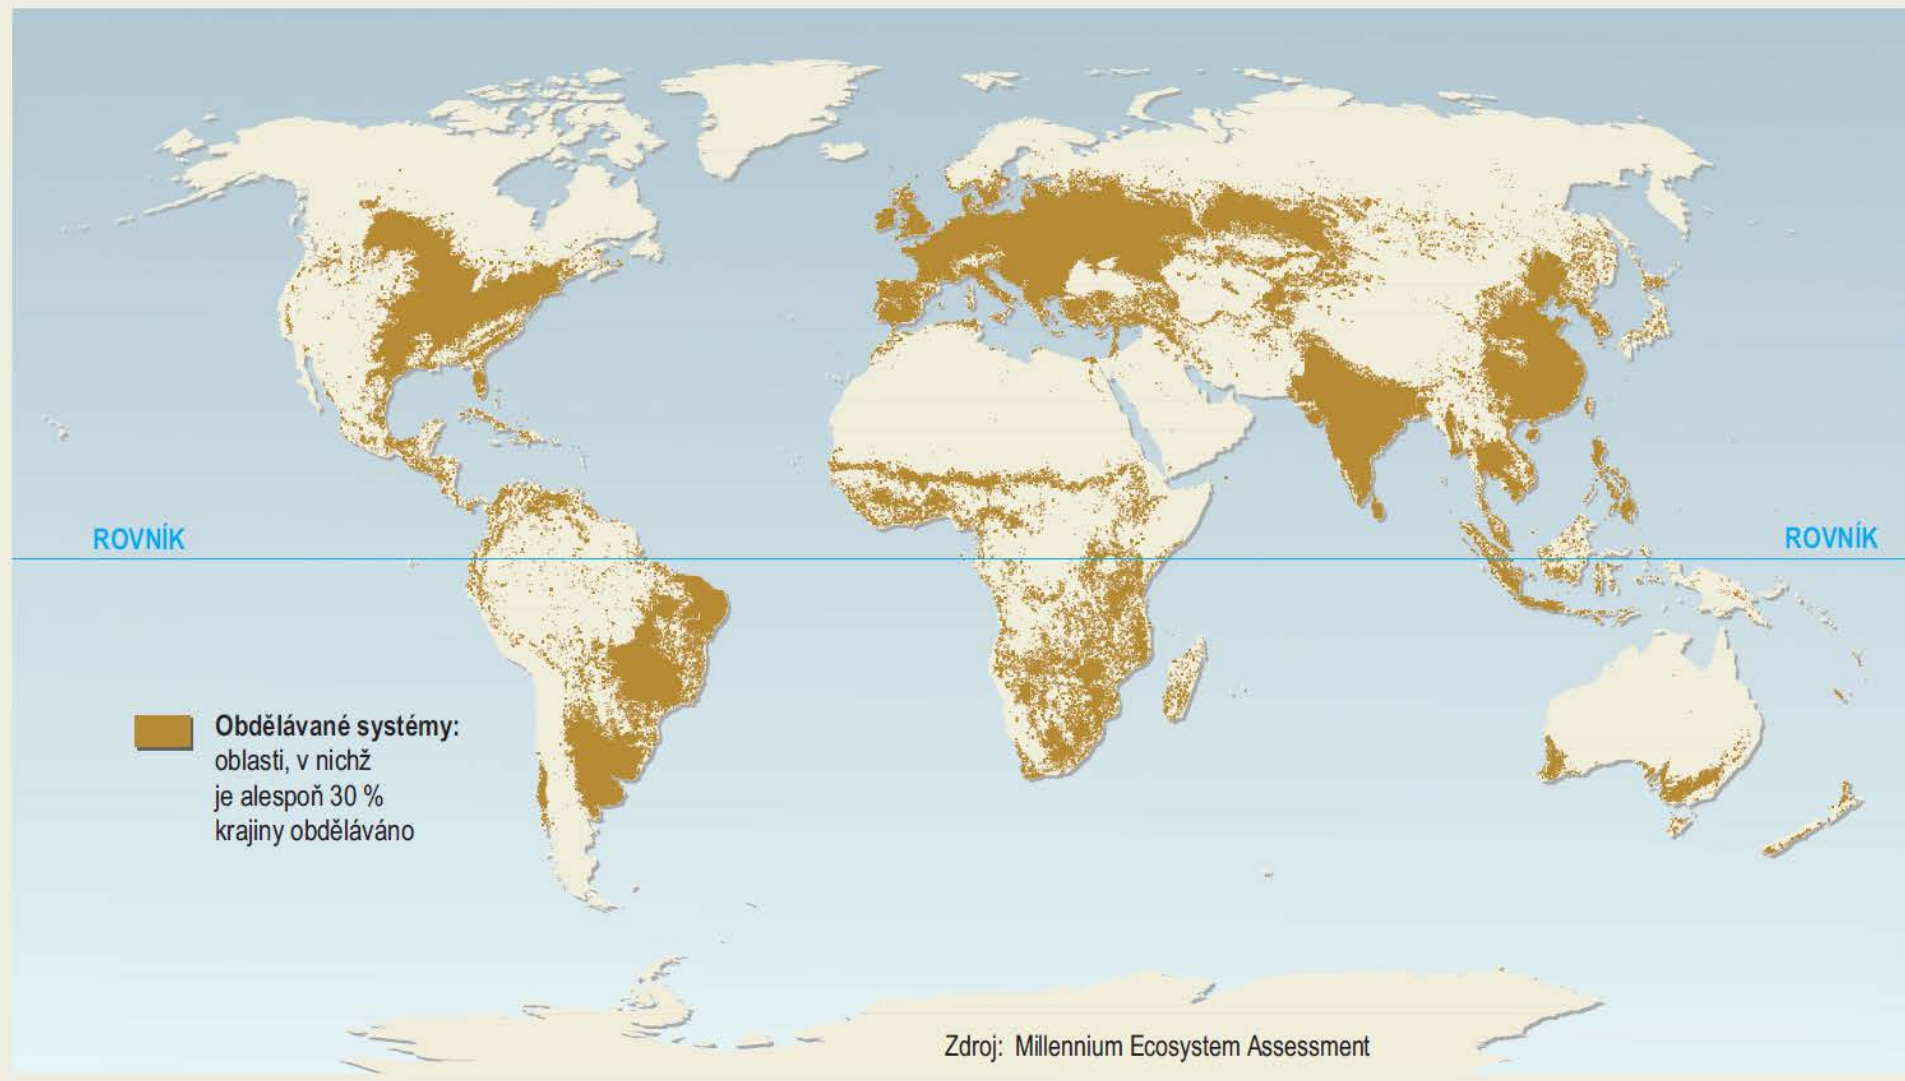 ROVNÍK
ROVNÍK
Obdělávané systémy:
oblasti, v nichž
je alespoň 30 %
krajiny obděláváno
Zdroj: Millennium Ecosystem Assessment